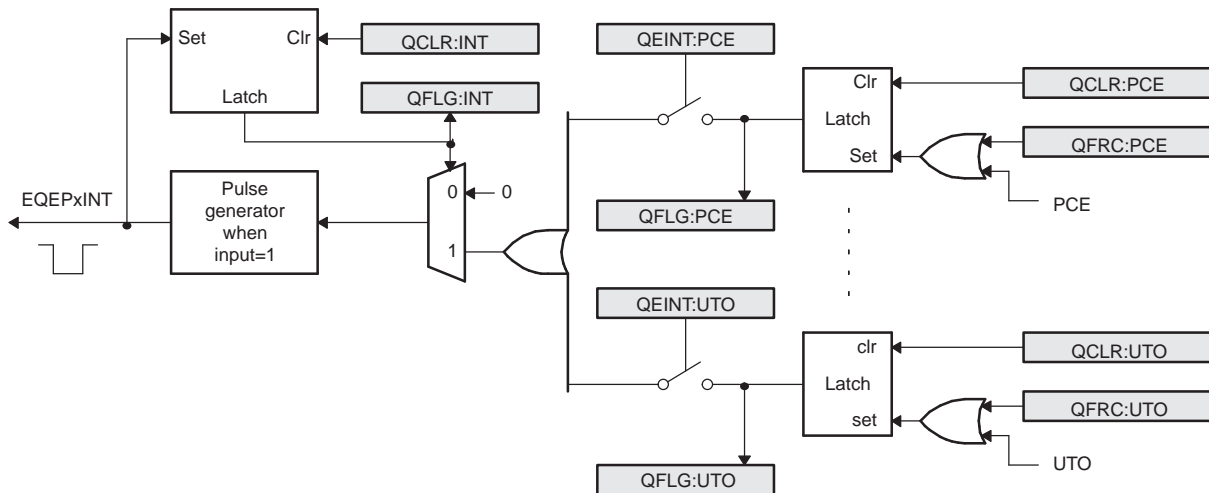 Set
Clr
Latch
QCLR:INT
QFLG:INT
EQEPxINT
Pulse
generator
when
input=1
0
0
1
QEINT:PCE
QFLG:PCE
Clr
Latch
Set
QCLR:PCE
QFRC:PCE
PCE
QEINT:UTO
QFLG:UTO
clr
Latch
set
QCLR:UTO
QFRC:UTO
UTO